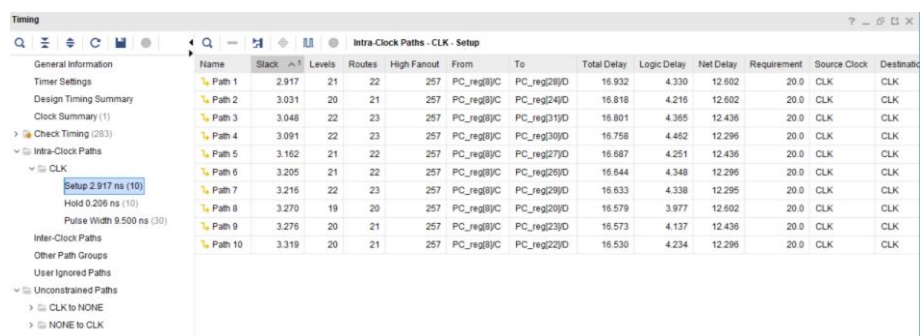 Timing
Intra-Clock Paths - CLK - Setup
General Information
Timer Settings
Design Timing Summary
Clock Summary (1)
Check Timing (283)
Intra-Clock Paths
CLK
Setup 2.917 ns (10)
Hold 0.206 ns (10)
Pulse Width 9.500 ns (30)
Inter-Clock Paths
Other Path Groups
User Ignored Paths
Unconstrained Paths
CLK to NONE
NONE to CLK
Name Slack ^1 Levels Routes High Fanout From To Total Delay Logic Delay Net Delay Requirement Source Clock Destinatic
Path 1 2.917 21 22 257 PC_reg[8]/C PC_reg[28]/D 16.932 4.330 12.602 20.0 CLK CLK
Path 2 3.031 20 21 257 PC_reg[8]/C PC_reg[24]/D 16.818 4.216 12.602 20.0 CLK CLK
Path 3 3.048 22 23 257 PC_reg[8]/C PC_reg[31]/D 16.801 4.365 12.436 20.0 CLK CLK
Path 4 3.091 22 23 257 PC_reg[8]/C PC_reg[30]/D 16.758 4.462 12.296 20.0 CLK CLK
Path 5 3.162 21 22 257 PC_reg[8]/C PC_reg[27]/D 16.687 4.251 12.436 20.0 CLK CLK
Path 6 3.205 21 22 257 PC_reg[8]/C PC_reg[26]/D 16.644 4.348 12.296 20.0 CLK CLK
Path 7 3.216 22 23 257 PC_reg[8]/C PC_reg[29]/D 16.633 4.338 12.295 20.0 CLK CLK
Path 8 3.270 19 20 257 PC_reg[8]/C PC_reg[20]/D 16.579 3.977 12.602 20.0 CLK CLK
Path 9 3.276 20 21 257 PC_reg[8]/C PC_reg[23]/D 16.573 4.137 12.436 20.0 CLK CLK
Path 10 3.319 20 21 257 PC_reg[8]/C PC_reg[22]/D 16.530 4.234 12.296 20.0 CLK CLK